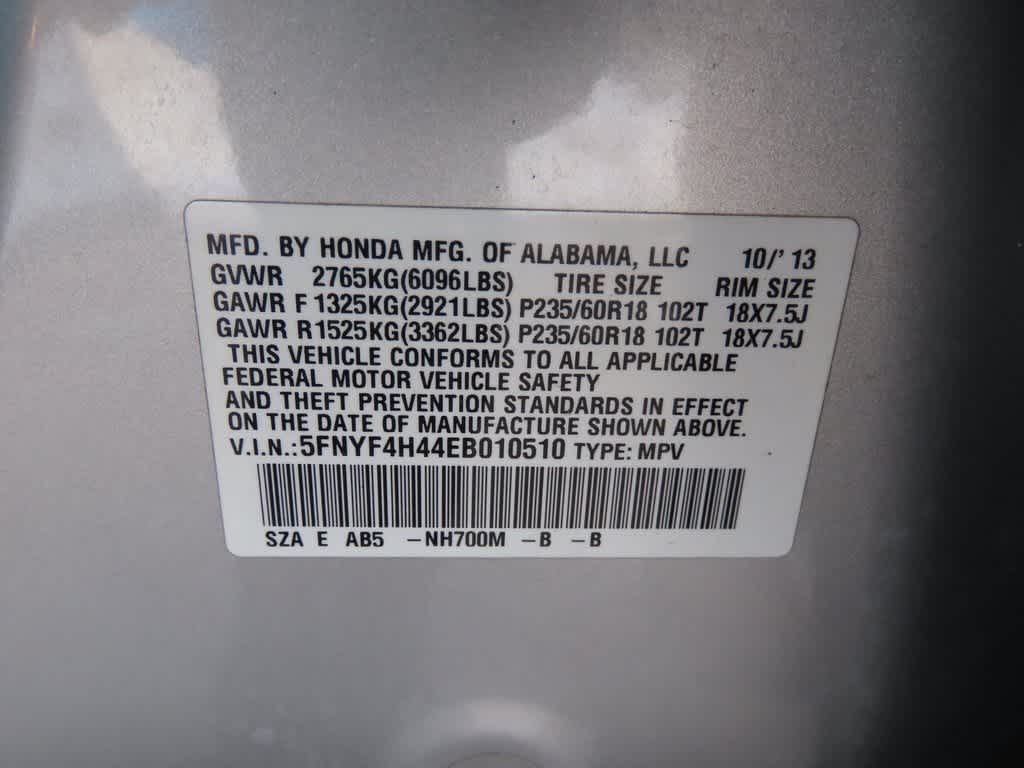 MFD. BY HONDA MFG. OF ALABAMA, LLC 10/'13
GVWR 2765KG(6096LBS) TIRE SIZE RIM SIZE
GAWR F 1325KG(2921LBS) P235/60R18 102T 18X7.5J
GAWR R1525KG(3362LBS) P235/60R18 102T 18X7.5J
THIS VEHICLE CONFORMS TO ALL APPLICABLE
FEDERAL MOTOR VEHICLE SAFETY
AND THEFT PREVENTION STANDARDS IN EFFECT
ON THE DATE OF MANUFACTURE SHOWN ABOVE.
V.I.N.:5FNYF4H44EB010510 TYPE: MPV
SZA E AB5 -NH700M -B -B